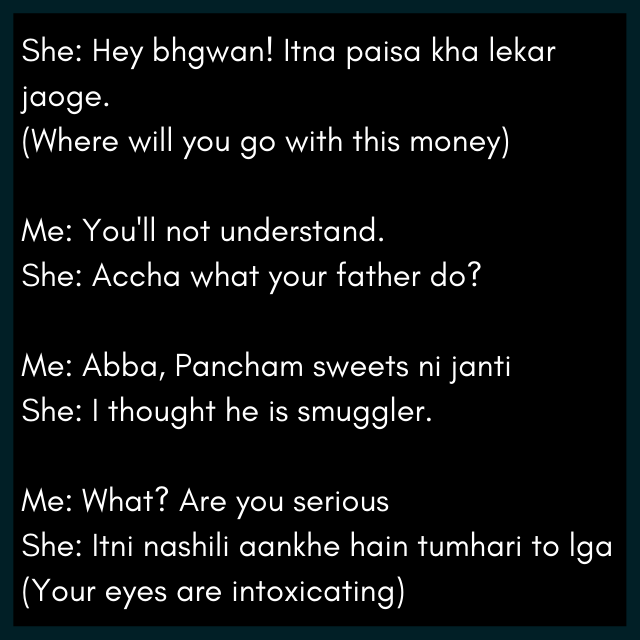 She: Hey bhgwan! Itna paisa kha lekar
jaoge.
(Where will you go with this money)
Me: You'll not understand.
She: Accha what your father do?
Me: Abba, Pancham sweets ni janti
She: I thought he is smuggler.
Me: What? Are you serious
She: Itni nashili aankhe hain tumhari to lga
(Your eyes are intoxicating)